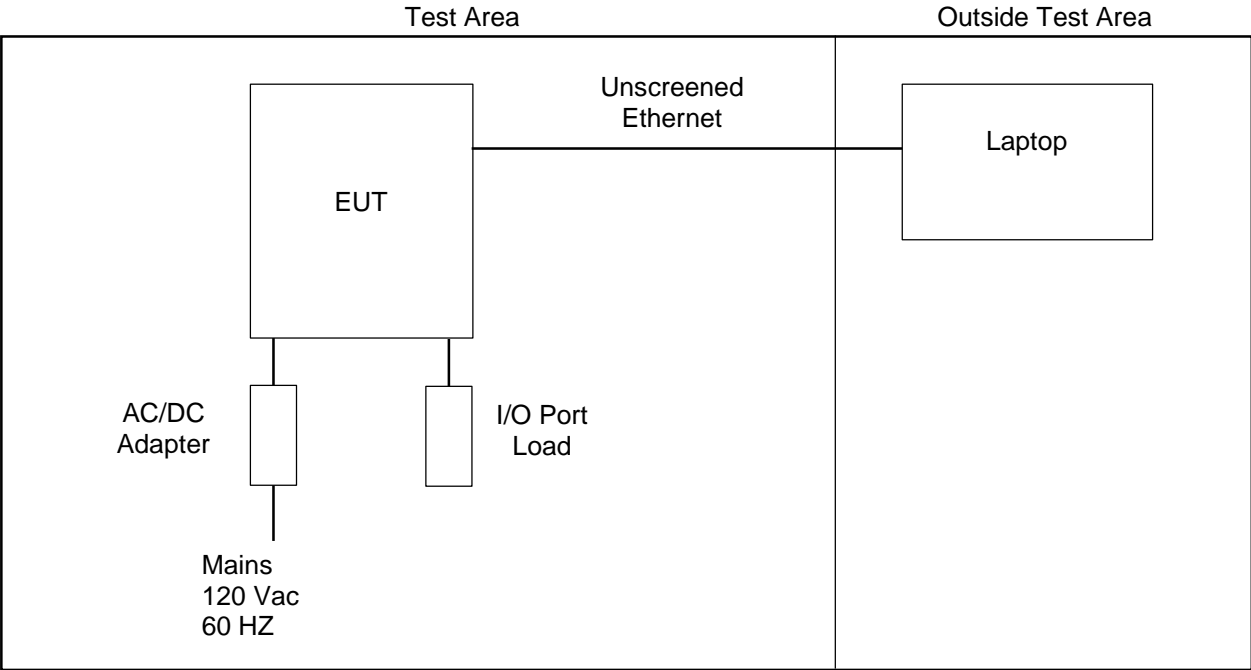 Test Area
Outside Test Area
Unscreened
Ethernet
Laptop
EUT
AC/DC
Adapter
I/O Port
Load
Mains
120 Vac
60 HZ